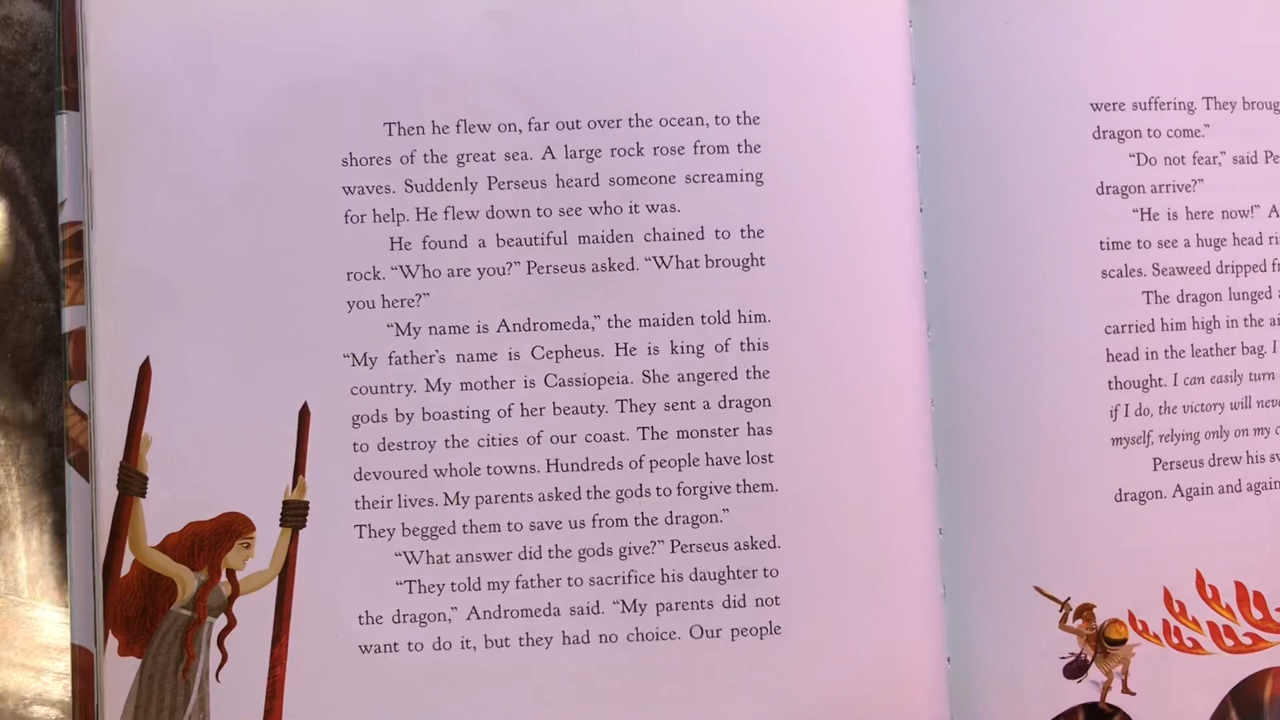 Then he flew on, far out over the ocean, to the
shores of the great sea. A large rock rose from the
waves. Suddenly Perseus heard someone screaming
for help. He flew down to see who it was.
He found a beautiful maiden chained to the
rock. “Who are you?” Perseus asked. “What brought
you here?”
“My name is Andromeda,” the maiden told him.
“My father’s name is Cepheus. He is king of this
country. My mother is Cassiopeia. She angered the
gods by boasting of her beauty. They sent a dragon
to destroy the cities of our coast. The monster has
devoured whole towns. Hundreds of people have lost
their lives. My parents asked the gods to forgive them.
They begged them to save us from the dragon.”
“What answer did the gods give?” Perseus asked.
“They told my father to sacrifice his daughter to
the dragon,” Andromeda said. “My parents did not
want to do it, but they had no choice. Our people
were suffering. They
dragon to come.”
“Do not fear,” said
dragon arrive?”
“He is here now!”
time to see a huge head
scales. Seaweed dripped
The dragon lunged
carried him high in the
head in the leather bag. I
thought. I can easily turn
if I do, the victory will
myself, relying only on my
Perseus drew his
dragon. Again and again